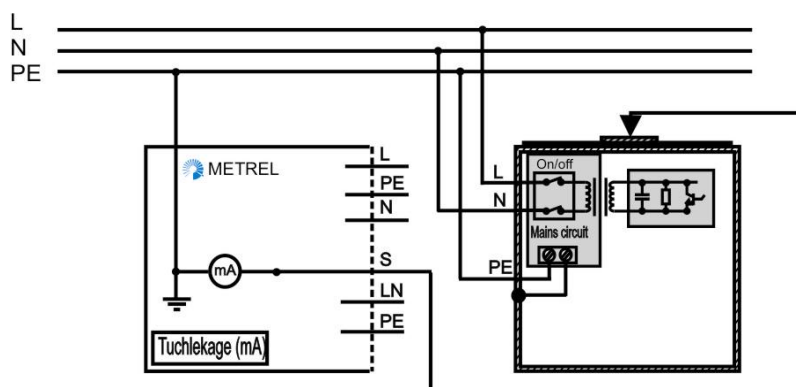 L
N
PE
METREL
L
PE
N
S
LN
PE
mA
Tuchlekage (mA)
On/off
L
N
Mains circuit
PE